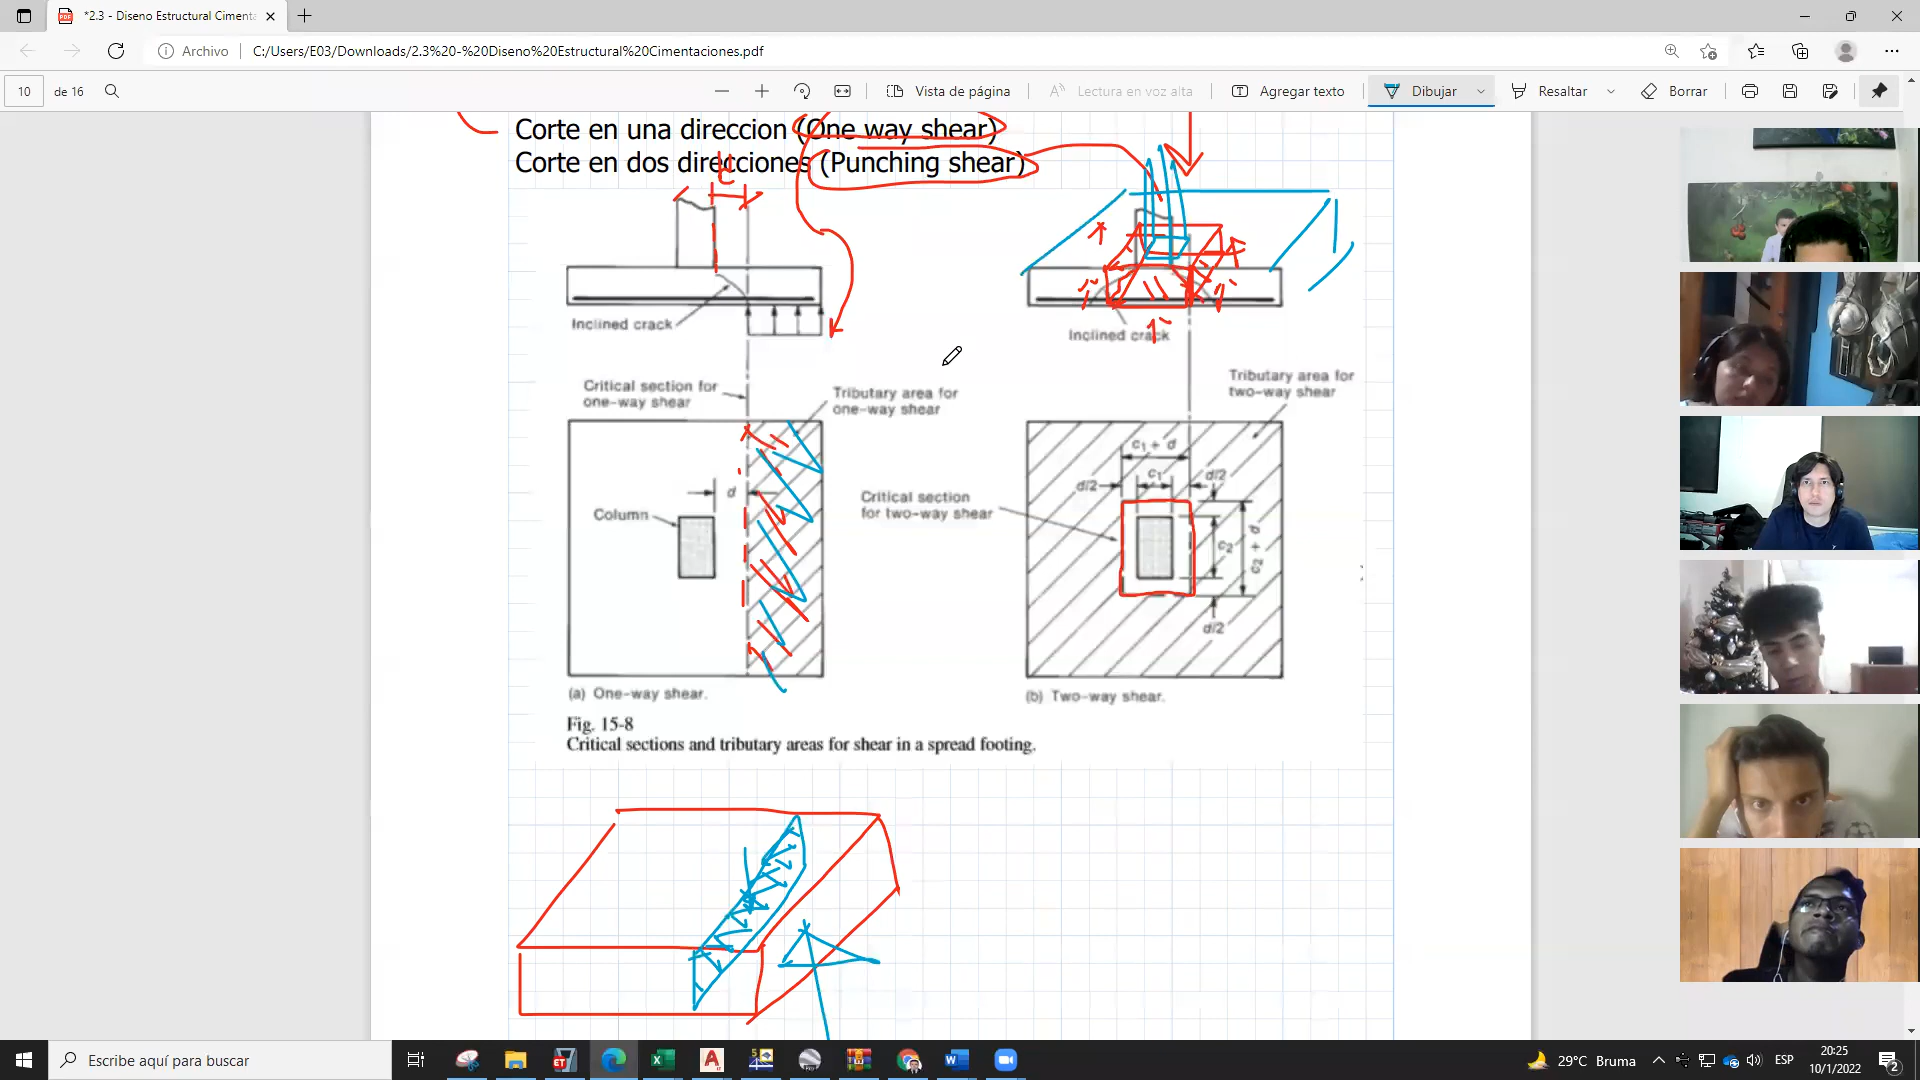 *2.3 - Diseno Estructural Cimenta
Archivo
C:/Users/E03/Downloads/2.3%20-%20Diseno%20Estructural%20Cimentaciones.pdf
10
de 16
Vista de página
Lectura en voz alta
Agregar texto
Dibujar
Resaltar
Borrar
Corte en una direccion (One way shear)
Corte en dos direcciones (Punching shear)
Inclined crack
Inclined crack
Critical section for
one-way shear
Tributary area for
one-way shear
Tributary area for
two-way shear
d
Column
Critical section
for two-way shear
c1 + d
c1
d/2
d/2
c2
c2 + d
d/2
(a) One-way shear.
(b) Two-way shear.
Fig. 15-8
Critical sections and tributary areas for shear in a spread footing.
Escribe aquí para buscar
29°C Bruma
ESP
20:25
10/1/2022
2